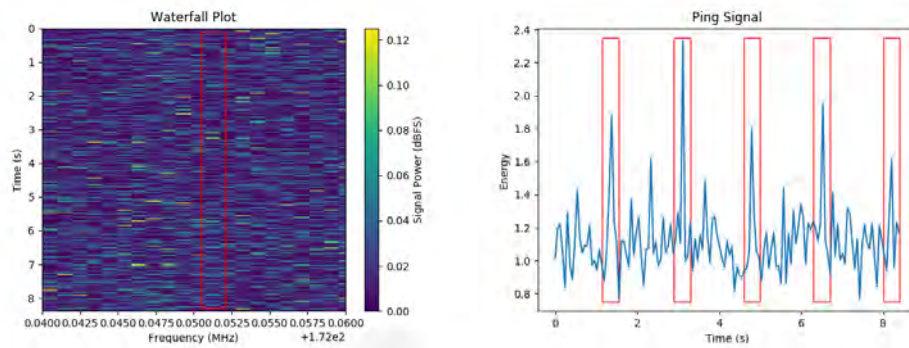 Waterfall Plot
0
1
2
3
4
5
6
7
8
Time (s)
0.0400 0.0425 0.0450 0.0475 0.0500 0.0525 0.0550 0.0575 0.0600
Frequency (MHz)
+1.72e2
0.12
0.10
0.08
0.06
0.04
0.02
0.00
Signal Power (dBFS)
Ping Signal
2.4
2.2
2.0
1.8
1.6
1.4
1.2
1.0
0.8
Energy
0 2 4 6 8
Time (s)